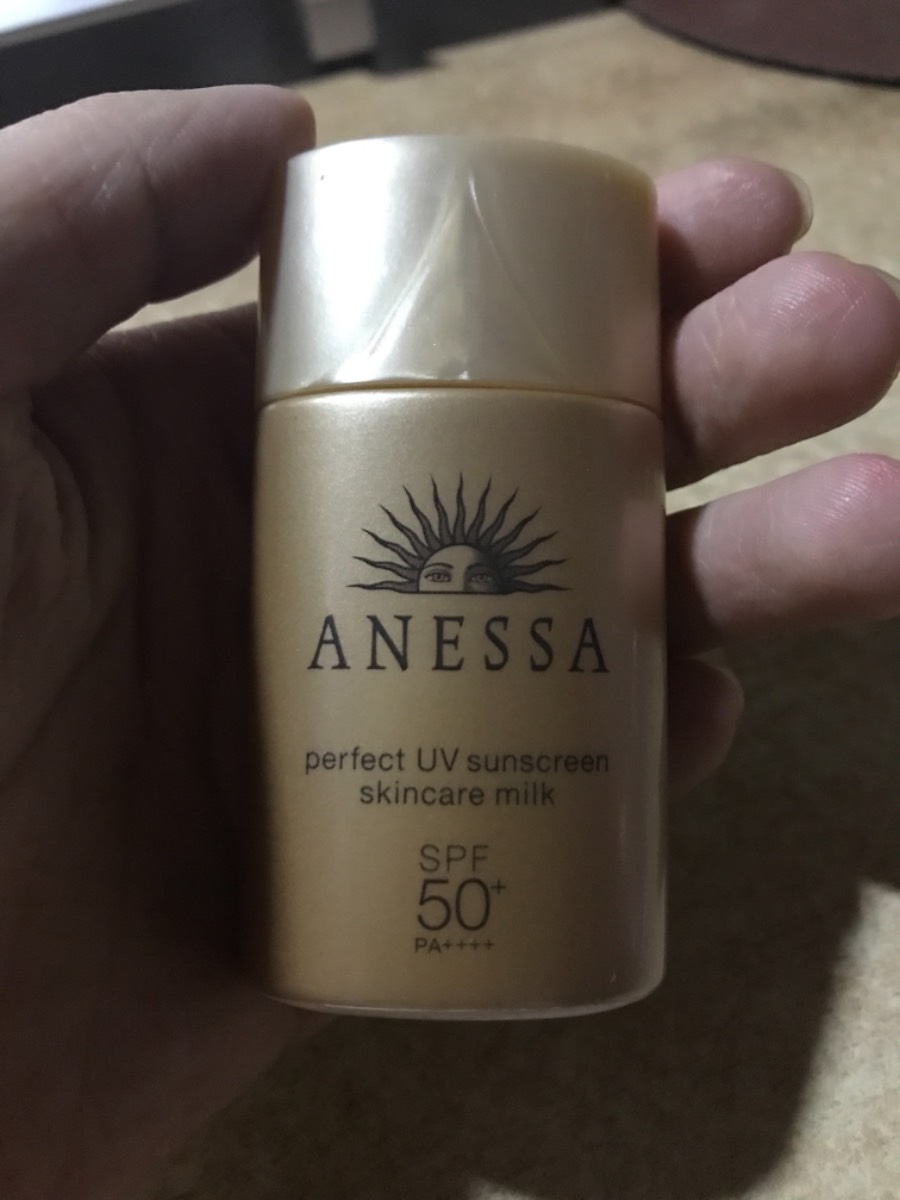 ANESSA
perfect UV sunscreen
skincare milk
SPF
50+
PA++++